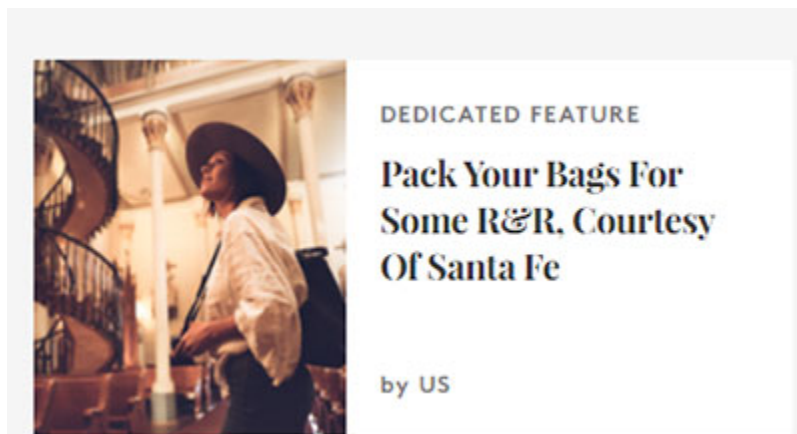 DEDICATED FEATURE
Pack Your Bags For
Some R&R, Courtesy
Of Santa Fe
by US